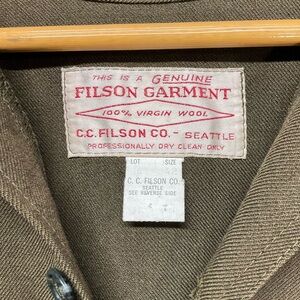 THIS IS A GENUINE
FILSON GARMENT
100% VIRGIN WOOL
C.C. FILSON CO. - SEATTLE
PROFESSIONALLY DRY CLEAN ONLY
LOT SIZE
C. C. FILSON CO.
SEATTLE
SEE REVERSE SIDE